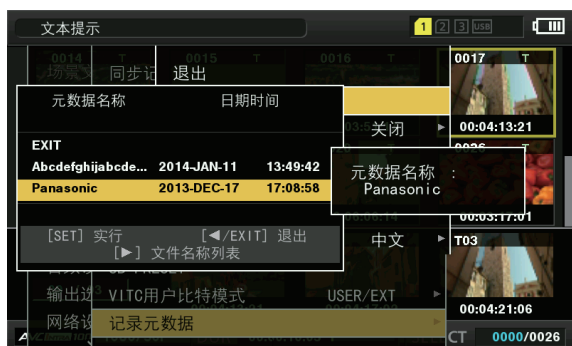 文本提示
1 2 3 USB
0014 T 0015 T 0016 T 0017 T
同步记 退出
元数据名称 日期时间
关闭
00:04:13:21
EXIT
Abcdefghijabcde... 2014-JAN-11 13:49:42
Panasonic 2013-DEC-17 17:08:58
元数据名称 :
Panasonic
00:03:17:01
[SET] 实行 [◀/EXIT] 退出
[▶] 文件名称列表
中文
T03
输出选 VITC用户比特模式 USER/EXT
00:04:21:06
网络设 记录元数据
CT 0000/0026